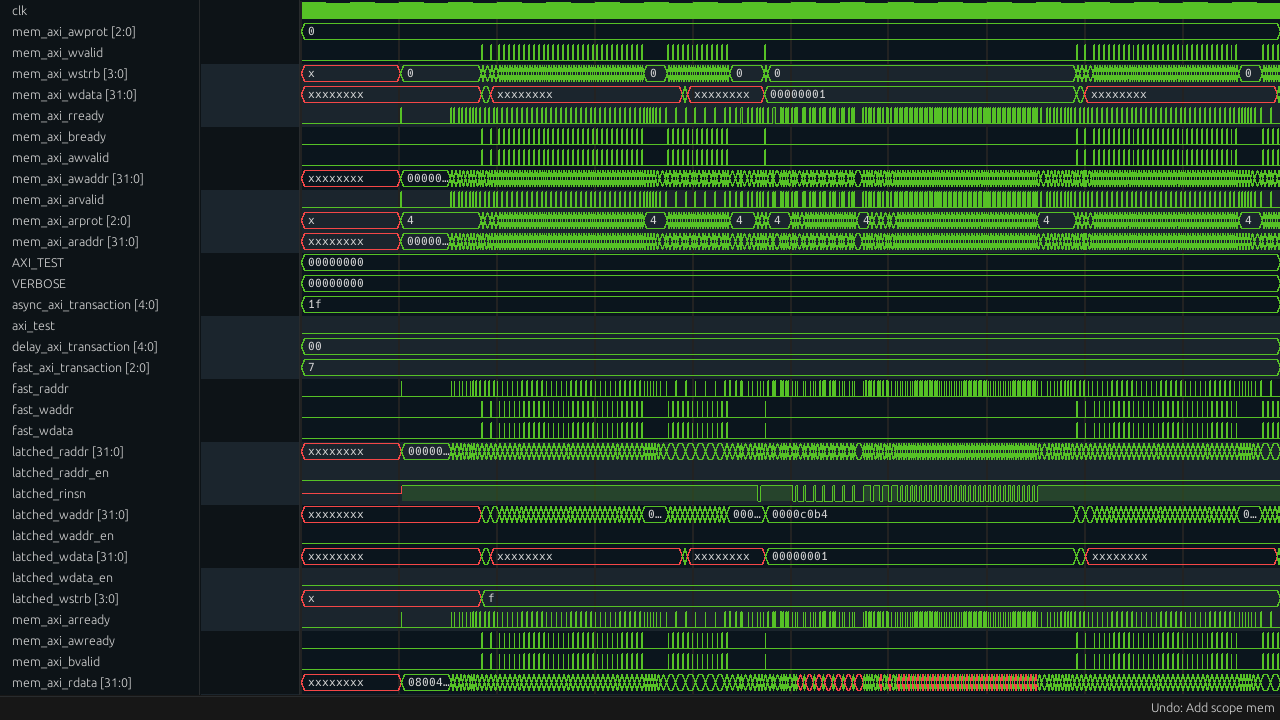 clk
mem_axi_awprot [2:0] 0
mem_axi_wvalid
mem_axi_wstrb [3:0] x 0 0 0 0 0
mem_axi_wdata [31:0] xxxxxxxx xxxxxxxx xxxxxxxx 00000001 xxxxxxxx
mem_axi_rready
mem_axi_bready
mem_axi_awvalid
mem_axi_awaddr [31:0] xxxxxxxx 00000…
mem_axi_arvalid
mem_axi_arprot [2:0] x 4 4 4 4 4 4 4
mem_axi_araddr [31:0] xxxxxxxx 00000…
AXI_TEST 00000000
VERBOSE 00000000
async_axi_transaction [4:0] 1f
axi_test
delay_axi_transaction [4:0] 00
fast_axi_transaction [2:0] 7
fast_raddr
fast_waddr
fast_wdata
latched_raddr [31:0] xxxxxxxx 00000…
latched_raddr_en
latched_rinsn
latched_waddr [31:0] xxxxxxxx 0… 000… 0000c0b4 0…
latched_waddr_en
latched_wdata [31:0] xxxxxxxx xxxxxxxx xxxxxxxx 00000001 xxxxxxxx
latched_wdata_en
latched_wstrb [3:0] x f
mem_axi_arready
mem_axi_awready
mem_axi_bvalid
mem_axi_rdata [31:0] xxxxxxxx 08004…
Undo: Add scope mem